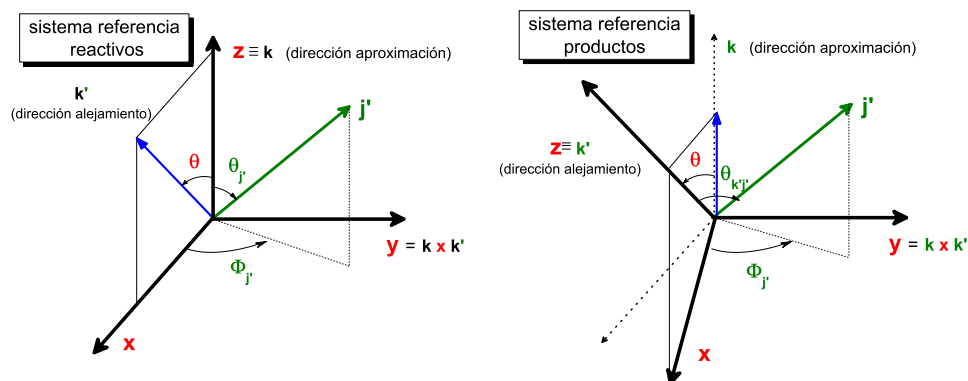 sistema referencia
reactivos
z ≡ k (dirección aproximación)
k'
(dirección alejamiento)
j'
θ
θj'
y = k x k'
Φj'
x
sistema referencia
productos
k (dirección aproximación)
j'
z ≡ k'
(dirección alejamiento)
θ
θk'j'
y = k x k'
Φj'
x